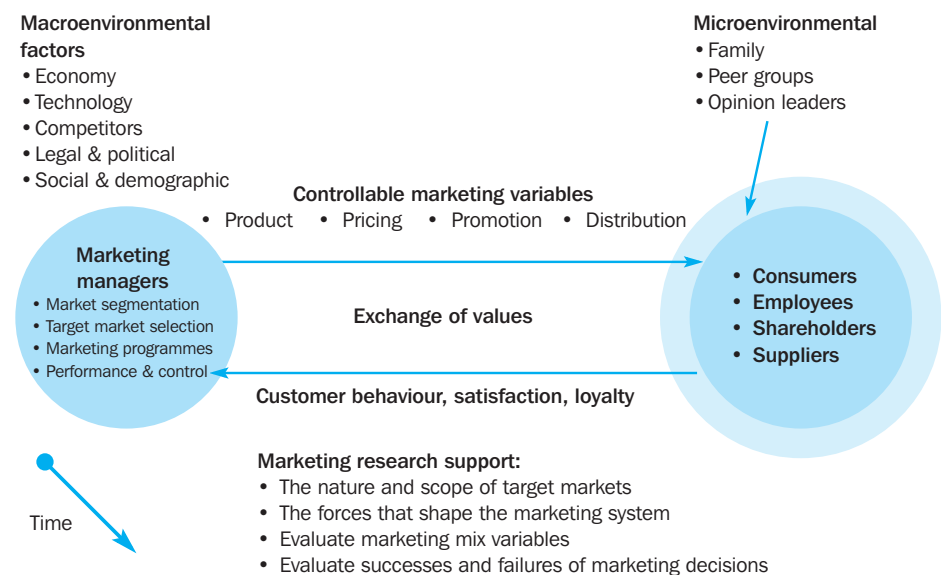 Macroenvironmental
factors
• Economy
• Technology
• Competitors
• Legal & political
• Social & demographic
Microenvironmental
• Family
• Peer groups
• Opinion leaders
Controllable marketing variables
• Product • Pricing • Promotion • Distribution
Marketing
managers
• Market segmentation
• Target market selection
• Marketing programmes
• Performance & control
Exchange of values
• Consumers
• Employees
• Shareholders
• Suppliers
Customer behaviour, satisfaction, loyalty
Time
Marketing research support:
• The nature and scope of target markets
• The forces that shape the marketing system
• Evaluate marketing mix variables
• Evaluate successes and failures of marketing decisions